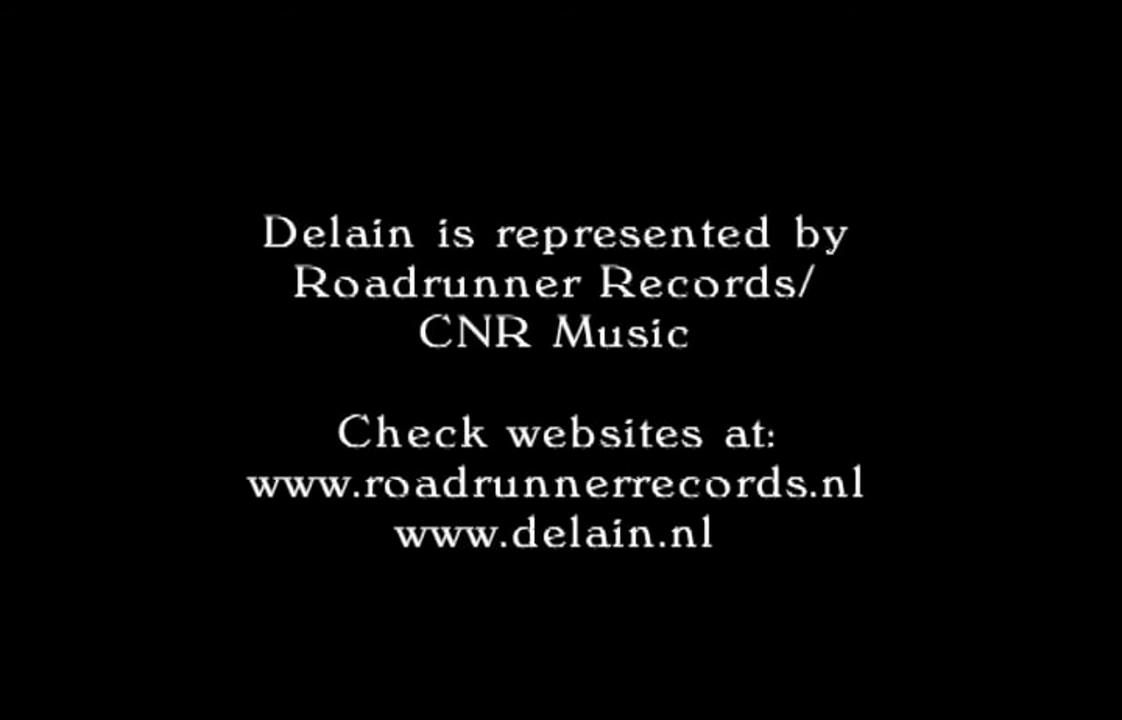 Delain is represented by
Roadrunner Records/
CNR Music
Check websites at:
www.roadrunnerrecords.nl
www.delain.nl